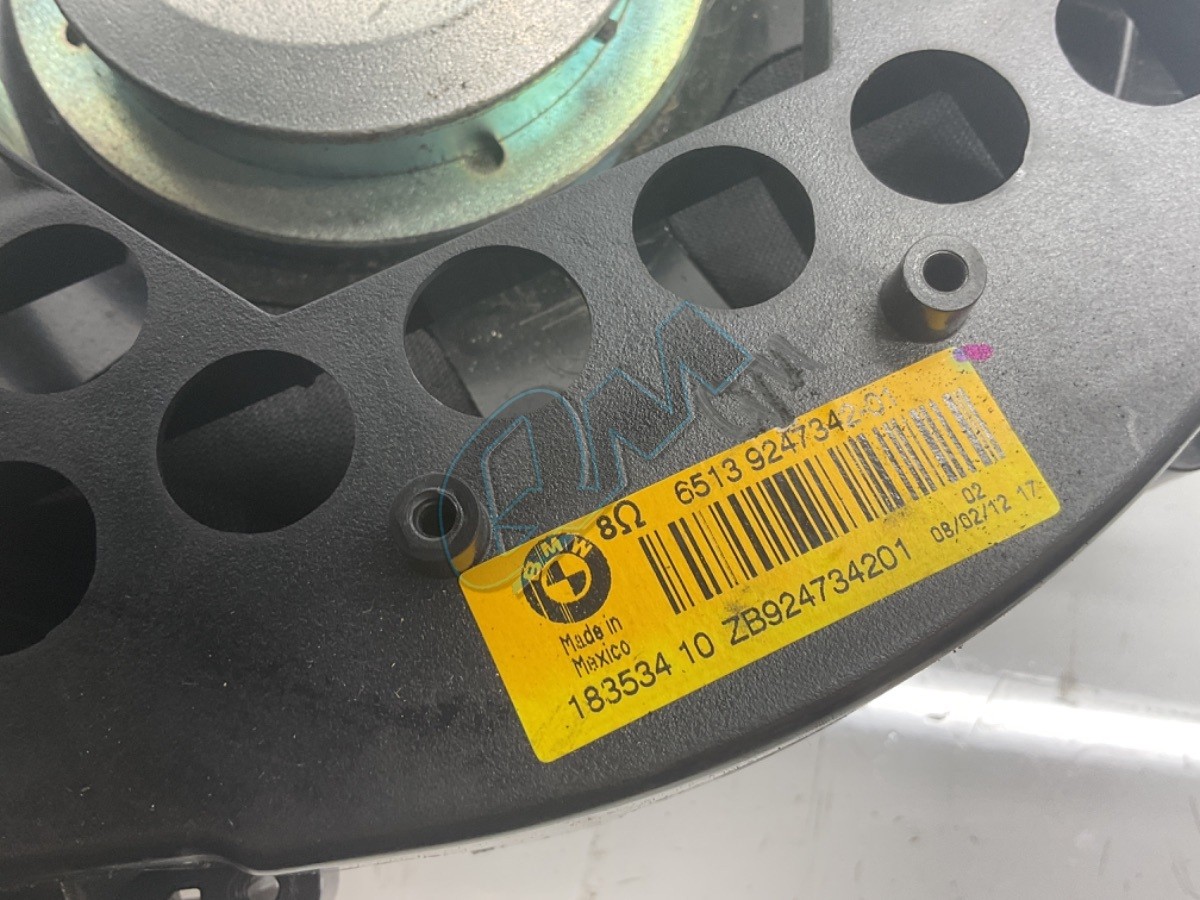 8Ω 6513 9247342-01
BMW
Made in
Mexico
02
08/02/12 17
183534 10 ZB924734201